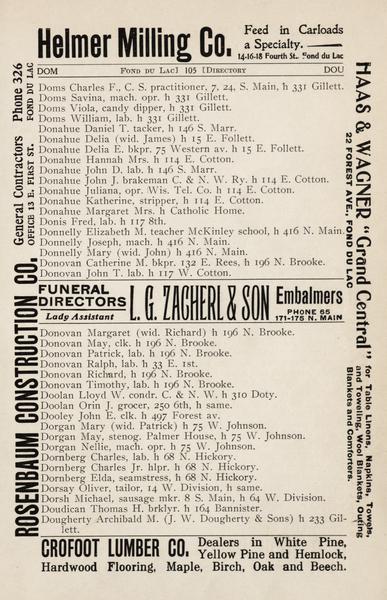 Helmer Milling Co.
Feed in Carloads
a Specialty.
14-16-18 Fourth St. Fond du Lac
DOM FOND DU LAC] 105 [DIRECTORY DOU
Doms Charles F., C. S. practitioner, 7, 24, S. Main, h 331 Gillett.
Doms Savina, mach. opr. h 331 Gillett.
Doms Viola, candy dipper, h 331 Gillett.
Doms William, lab. h 331 Gillett.
Donahue Daniel T. tacker, h 146 S. Marr.
Donahue Delia (wid. James) h 15 E. Follett.
Donahue Delia E. bkpr. 75 Western av. h 15 E. Follett.
Donahue Hannah Mrs. h 114 E. Cotton.
Donahue John D. lab. h 146 S. Marr.
Donahue John J. brakeman C. & N. W. Ry. h 114 E. Cotton.
Donahue Juliana, opr. Wis. Tel. Co. h 114 E. Cotton.
Donahue Katherine, stripper, h 114 E. Cotton.
Donahue Margaret Mrs. h Catholic Home.
Donis Fred, lab. h 117 8th.
Donnelly Elizabeth M. teacher McKinley school, h 416 N. Main.
Donnelly Joseph, mach. h 416 N. Main.
Donnelly Mary (wid. John) h 416 N. Main.
Donovan Catherine M. bkpr. 132 E. Rees, h 196 N. Brooke.
Donovan John T. lab. h 117 W. Cotton.
FUNERAL
DIRECTORS
Lady Assistant
L. G. ZACHERL & SON
Embalmers
PHONE 65
171-175 N. MAIN
Donovan Margaret (wid. Richard) h 196 N. Brooke.
Donovan May, clk. h 196 N. Brooke.
Donovan Patrick, lab. h 196 N. Brooke.
Donovan Ralph, lab. h 33 E. 1st.
Donovan Richard, h 196 N. Brooke.
Donovan Timothy, lab. h 196 N. Brooke.
Doolan Lloyd W. condr. C. & N. W. h 310 Doty.
Doolan Orin J. grocer, 250 6th, h same.
Dooley John E. clk. h 497 Forest av.
Dorgan Mary (wid. Patrick) h 75 W. Johnson.
Dorgan May, stenog. Palmer House, h 75 W. Johnson.
Dorgan Nellie, mach. opr. h 75 W. Johnson.
Dornberg Charles, lab. h 68 N. Hickory.
Dornberg Charles Jr. hlpr. h 68 N. Hickory.
Dornberg Elda, seamstress, h 68 N. Hickory.
Dorsay Oliver, tailor, 14 W. Division, h same.
Dorsh Michael, sausage mkr. 8 S. Main, h 64 W. Division.
Doudican Thomas H. brklyr. h 164 Bannister.
Dougherty Archibald M. (J. W. Dougherty & Sons) h 233 Gil-
lett.
CROFOOT LUMBER CO.
Dealers in White Pine,
Yellow Pine and Hemlock,
Hardwood Flooring, Maple, Birch, Oak and Beech.
ROSENBAUM CONSTRUCTION CO.
General Contractors Phone 326
OFFICE 13 E. FIRST ST. FOND DU LAC
HAAS & WAGNER "Grand Central"
22 FOREST AVE., FOND DU LAC
for Table Linens, Napkins, Towels,
and Toweling, Wool Blankets, Outing
Blankets and Comforters.